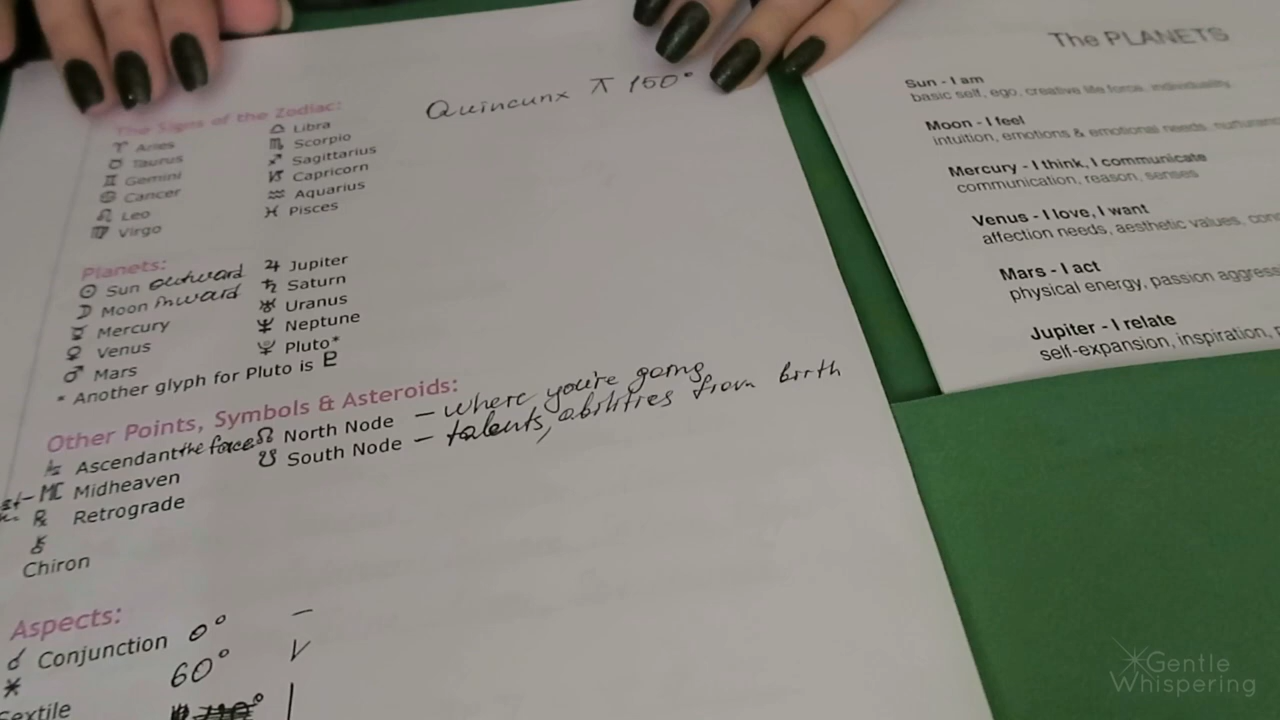 Quincunx ⚻ 150°
The Signs of the Zodiac:
♈ Aries
♉ Taurus
♊ Gemini
♋ Cancer
♌ Leo
♍ Virgo
♎ Libra
♏ Scorpio
♐ Sagittarius
♑ Capricorn
♒ Aquarius
♓ Pisces
Planets:
☉ Sun outward
☽ Moon inward
☿ Mercury
♀ Venus
♂ Mars
♃ Jupiter
♄ Saturn
♅ Uranus
♆ Neptune
Pluto*
* Another glyph for Pluto is ♇
Other Points, Symbols & Asteroids:
Ascendant the face
MC Midheaven
℞ Retrograde
⚷
Chiron
☊ North Node – where you're going
☋ South Node – talents, abilities from birth
Aspects:
☌ Conjunction 0° –
⚹ 60°
Sextile
The PLANETS
Sun - I am
basic self, ego, creative life force, individuality
Moon - I feel
intuition, emotions & emotional needs,
Mercury - I think, I communicate
communication, reason, senses
Venus - I love, I want
affection needs, aesthetic values,
Mars - I act
physical energy, passion
Jupiter - I relate
self-expansion, inspiration,
Gentle
Whispering